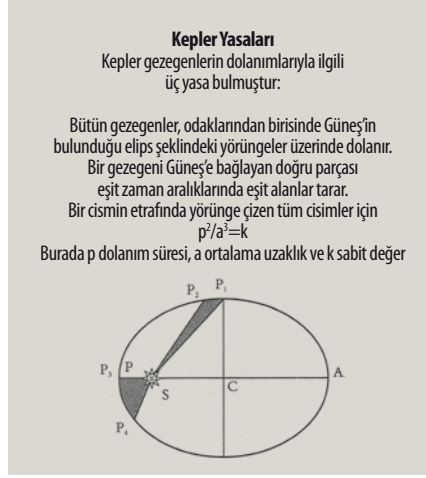 Kepler Yasaları
Kepler gezegenlerin dolanımlarıyla ilgili
üç yasa bulmuştur:
Bütün gezegenler, odaklarından birisinde Güneş'in
bulunduğu elips şeklindeki yörüngeler üzerinde dolanır.
Bir gezegeni Güneş'e bağlayan doğru parçası
eşit zaman aralıklarında eşit alanlar tarar.
Bir cismin etrafında yörünge çizen tüm cisimler için
p²/a³=k
Burada p dolanım süresi, a ortalama uzaklık ve k sabit değer
P₂ P₁
P₃ P A
S C
P₄